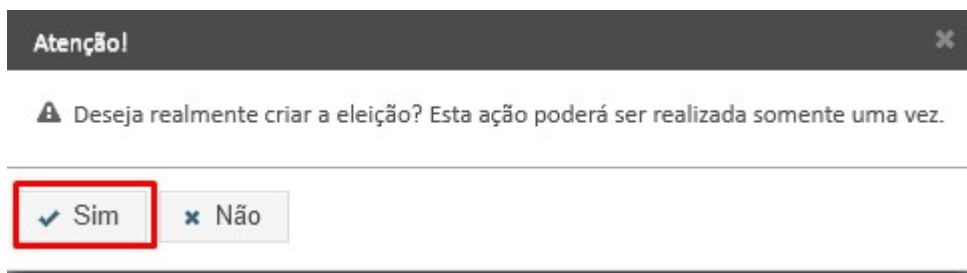 Atenção!
Deseja realmente criar a eleição? Esta ação poderá ser realizada somente uma vez.
Sim Não